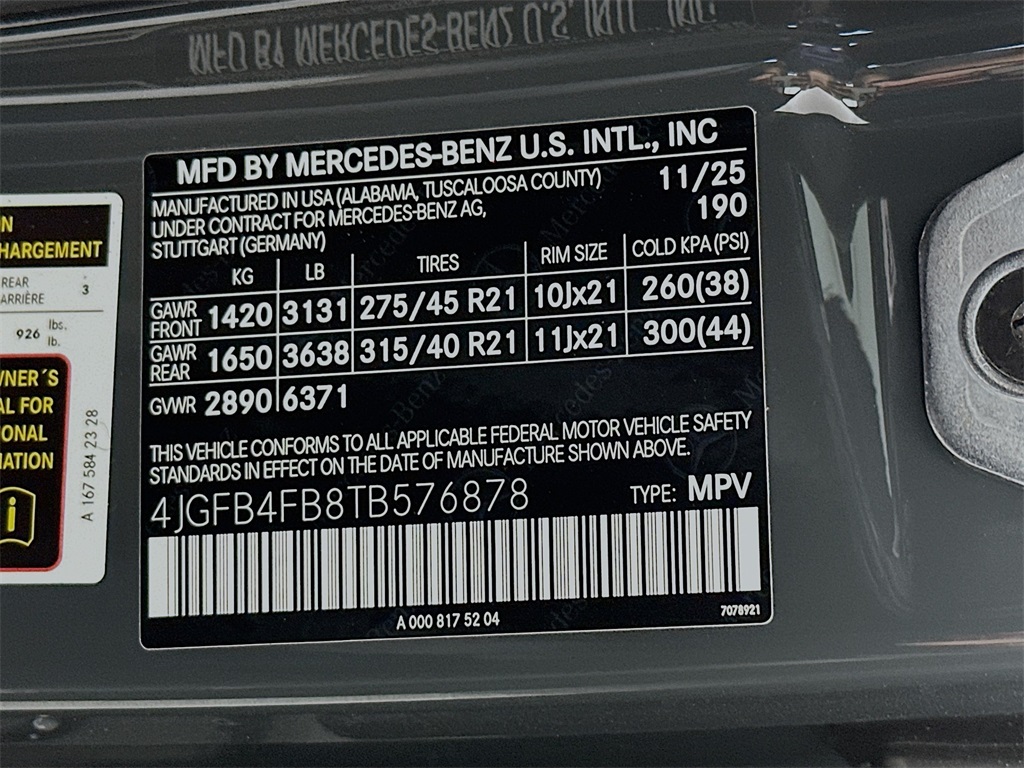 MFD BY MERCEDES-BENZ U.S. INTL., INC
MANUFACTURED IN USA (ALABAMA, TUSCALOOSA COUNTY) 11/25
UNDER CONTRACT FOR MERCEDES-BENZ AG, 190
STUTTGART (GERMANY)
KG LB TIRES RIM SIZE COLD KPA (PSI)
GAWR FRONT 1420 3131 275/45 R21 10Jx21 260(38)
GAWR REAR 1650 3638 315/40 R21 11Jx21 300(44)
GVWR 2890 6371
THIS VEHICLE CONFORMS TO ALL APPLICABLE FEDERAL MOTOR VEHICLE SAFETY
STANDARDS IN EFFECT ON THE DATE OF MANUFACTURE SHOWN ABOVE.
4JGFB4FB8TB576878 TYPE: MPV
A 000 817 52 04 7078921
N
HARGEMENT
REAR
ARRIÈRE 3
926 lbs.
lb.
WNER´S
AL FOR
IONAL
MATION
i
A 167 584 23 28
MFD BY MERCEDES-BENZ U.S. INTL., INC